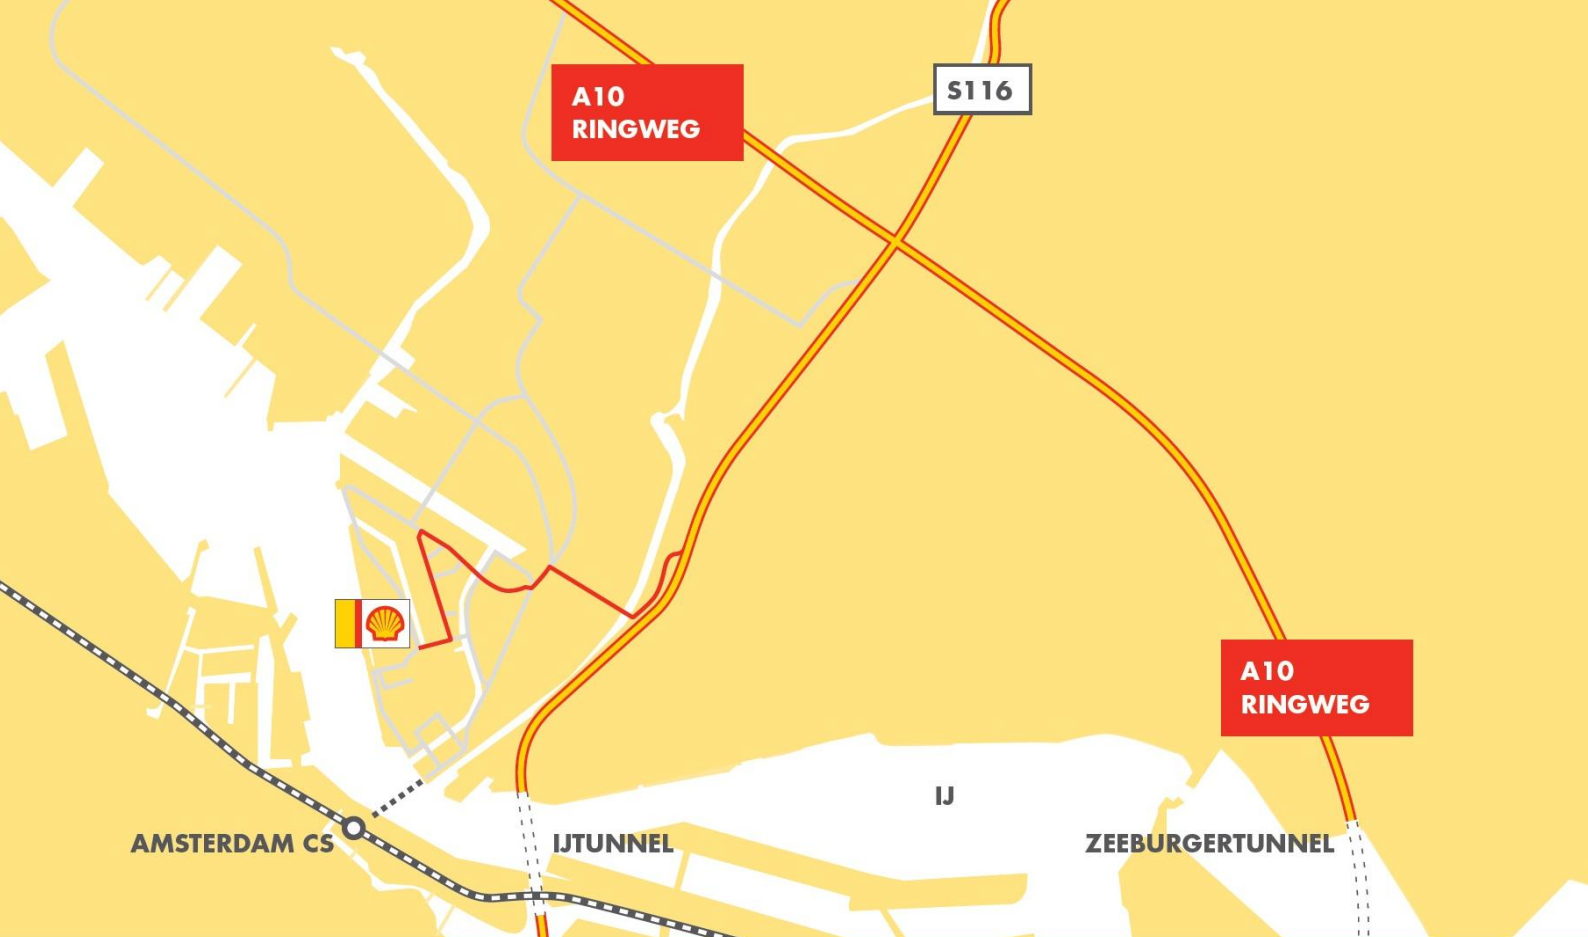 A10
RINGWEG
S116
A10
RINGWEG
IJ
AMSTERDAM CS
IJTUNNEL
ZEEBURGERTUNNEL